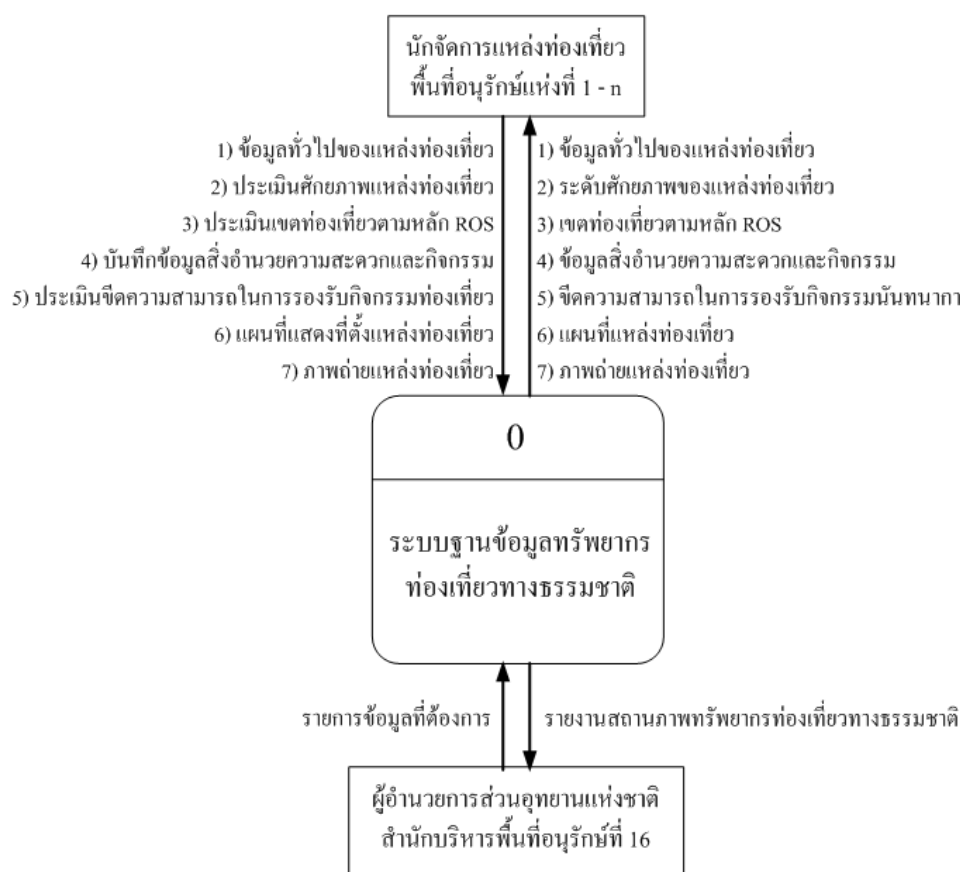 นักจัดการแหล่งท่องเที่ยว
พื้นที่อนุรักษ์แห่งที่ 1 - n
1) ข้อมูลทั่วไปของแหล่งท่องเที่ยว
2) ประเมินศักยภาพแหล่งท่องเที่ยว
3) ประเมินเขตท่องเที่ยวตามหลัก ROS
4) บันทึกข้อมูลสิ่งอำนวยความสะดวกและกิจกรรม
5) ประเมินขีดความสามารถในการรองรับกิจกรรมท่องเที่ยว
6) แผนที่แสดงที่ตั้งแหล่งท่องเที่ยว
7) ภาพถ่ายแหล่งท่องเที่ยว
1) ข้อมูลทั่วไปของแหล่งท่องเที่ยว
2) ระดับศักยภาพของแหล่งท่องเที่ยว
3) เขตท่องเที่ยวตามหลัก ROS
4) ข้อมูลสิ่งอำนวยความสะดวกและกิจกรรม
5) ขีดความสามารถในการรองรับกิจกรรมนันทนากา
6) แผนที่แหล่งท่องเที่ยว
7) ภาพถ่ายแหล่งท่องเที่ยว
0
ระบบฐานข้อมูลทรัพยากร
ท่องเที่ยวทางธรรมชาติ
รายการข้อมูลที่ต้องการ
รายงานสถานภาพทรัพยากรท่องเที่ยวทางธรรมชาติ
ผู้อำนวยการส่วนอุทยานแห่งชาติ
สำนักบริหารพื้นที่อนุรักษ์ที่ 16